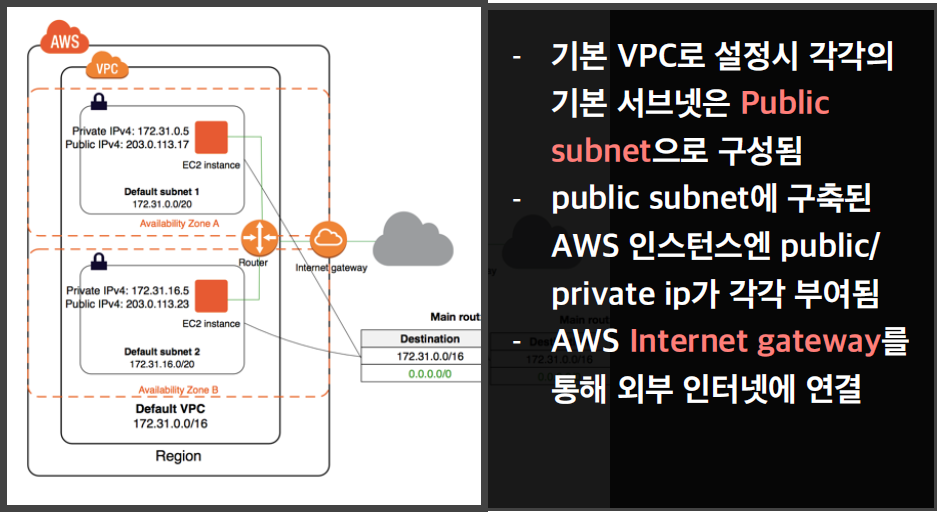 AWS
VPC
Private IPv4: 172.31.0.5
Public IPv4: 203.0.113.17
EC2 instance
Default subnet 1
172.31.0.0/20
Availability Zone A
Router
Internet gateway
Private IPv4: 172.31.16.5
Public IPv4: 203.0.113.23
EC2 instance
Default subnet 2
172.31.16.0/20
Availability Zone B
Default VPC
172.31.0.0/16
Region
Main rout
Destination
172.31.0.0/16
0.0.0.0/0
- 기본 VPC로 설정시 각각의
기본 서브넷은 Public
subnet으로 구성됨
- public subnet에 구축된
AWS 인스턴스엔 public/
private ip가 각각 부여됨
- AWS Internet gateway를
통해 외부 인터넷에 연결